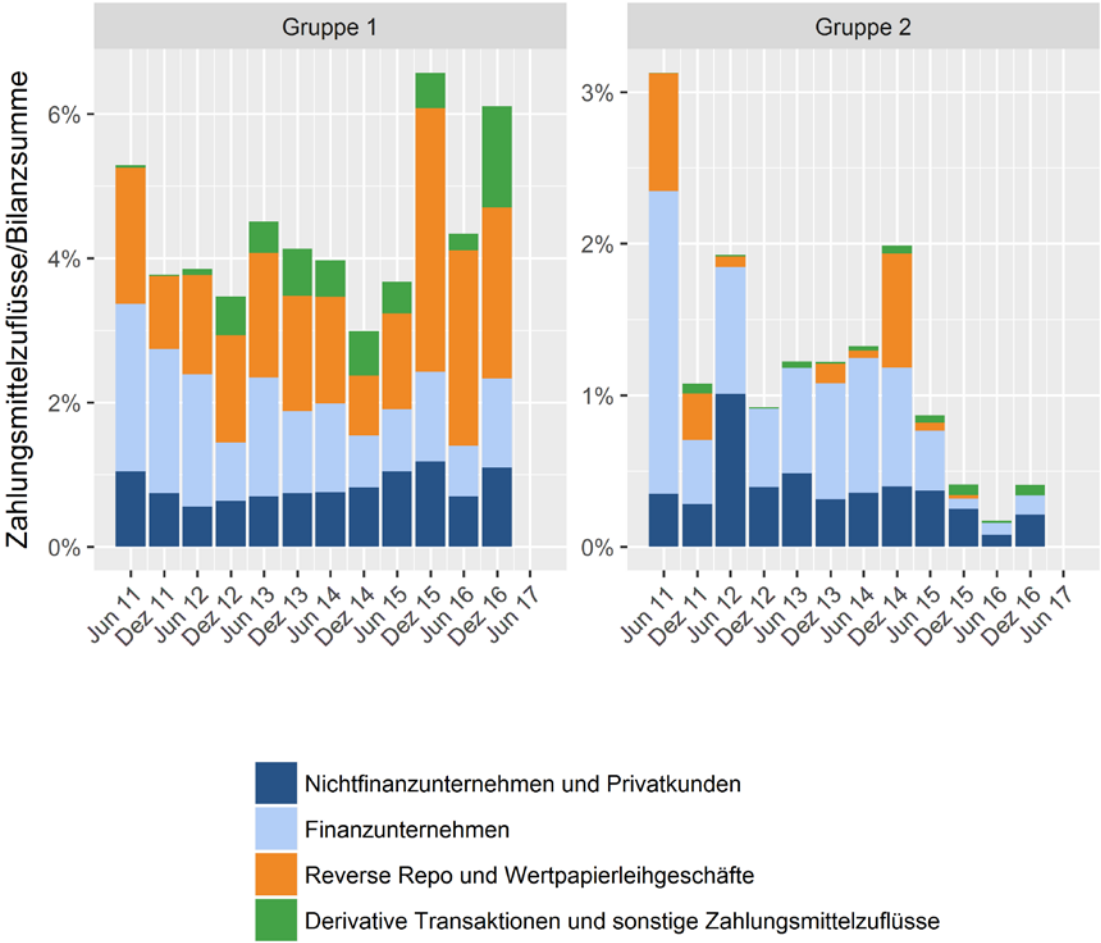 Gruppe 1
Gruppe 2
Zahlungsmittelzuflüsse/Bilanzsumme
6%
4%
2%
0%
3%
2%
1%
0%
Jun 11
Dez 11
Jun 12
Dez 12
Jun 13
Dez 13
Jun 14
Dez 14
Jun 15
Dez 15
Jun 16
Dez 16
Jun 17
Jun 11
Dez 11
Jun 12
Dez 12
Jun 13
Dez 13
Jun 14
Dez 14
Jun 15
Dez 15
Jun 16
Dez 16
Jun 17
Nichtfinanzunternehmen und Privatkunden
Finanzunternehmen
Reverse Repo und Wertpapierleihgeschäfte
Derivative Transaktionen und sonstige Zahlungsmittelzuflüsse